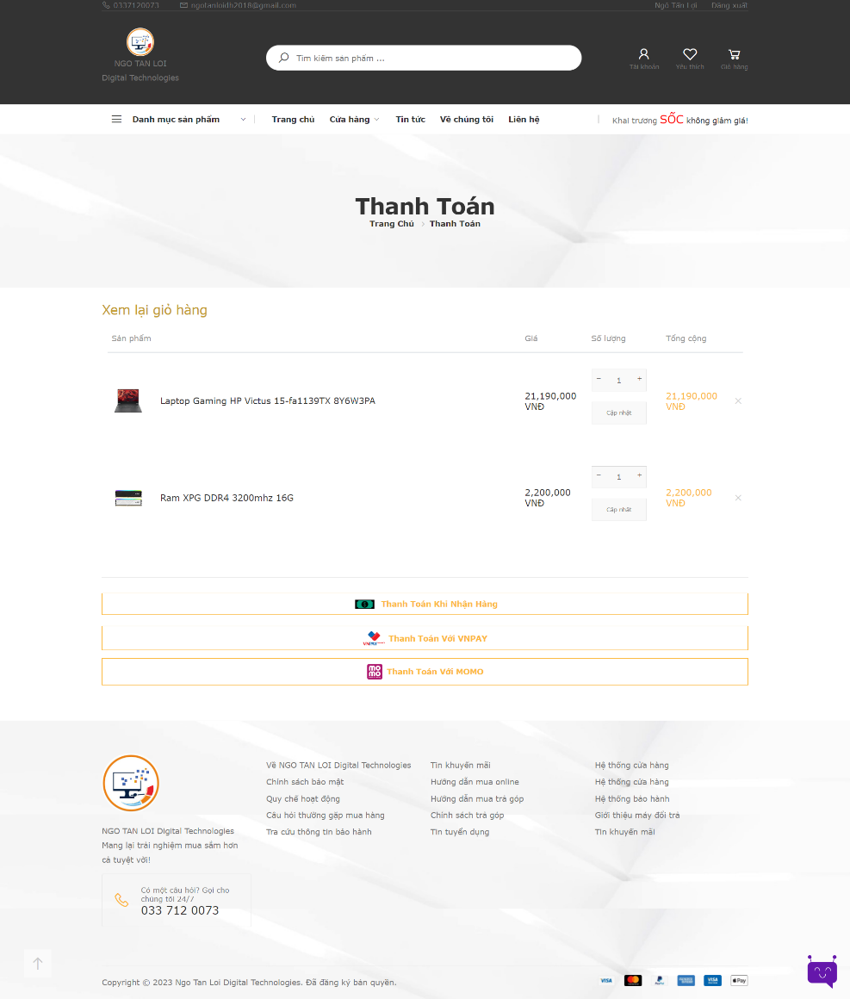 0337120073 ngotanloidh2018@gmail.com Ngô Tấn Lợi Đăng xuất
NGO TAN LOI
Digital Technologies
Tìm kiếm sản phẩm ...
Tài khoản Yêu thích Giỏ hàng
Danh mục sản phẩm Trang chủ Cửa hàng Tin tức Về chúng tôi Liên hệ Khai trương SỐC không giảm giá!
Thanh Toán
Trang Chủ Thanh Toán
Xem lại giỏ hàng
Sản phẩm Giá Số lượng Tổng cộng
Laptop Gaming HP Victus 15-fa1139TX 8Y6W3PA 21,190,000 VNĐ − 1 + 21,190,000 VNĐ ×
Cập nhật
Ram XPG DDR4 3200mhz 16G 2,200,000 VNĐ − 1 + 2,200,000 VNĐ ×
Cập nhật
Thanh Toán Khi Nhận Hàng
VNPAY Thanh Toán Với VNPAY
momo Thanh Toán Với MOMO
NGO TAN LOI Digital Technologies
Mang lại trải nghiệm mua sắm hơn
cả tuyệt vời!
Có một câu hỏi? Gọi cho
chúng tôi 24/7
033 712 0073
Về NGO TAN LOI Digital Technologies
Chính sách bảo mật
Quy chế hoạt động
Câu hỏi thường gặp mua hàng
Tra cứu thông tin bảo hành
Tin khuyến mãi
Hướng dẫn mua online
Hướng dẫn mua trả góp
Chính sách trả góp
Tin tuyển dụng
Hệ thống cửa hàng
Hệ thống cửa hàng
Hệ thống bảo hành
Giới thiệu máy đổi trả
Tin khuyến mãi
Copyright © 2023 Ngo Tan Loi Digital Technologies. Đã đăng ký bản quyền.
VISA mastercard PayPal VISA Pay